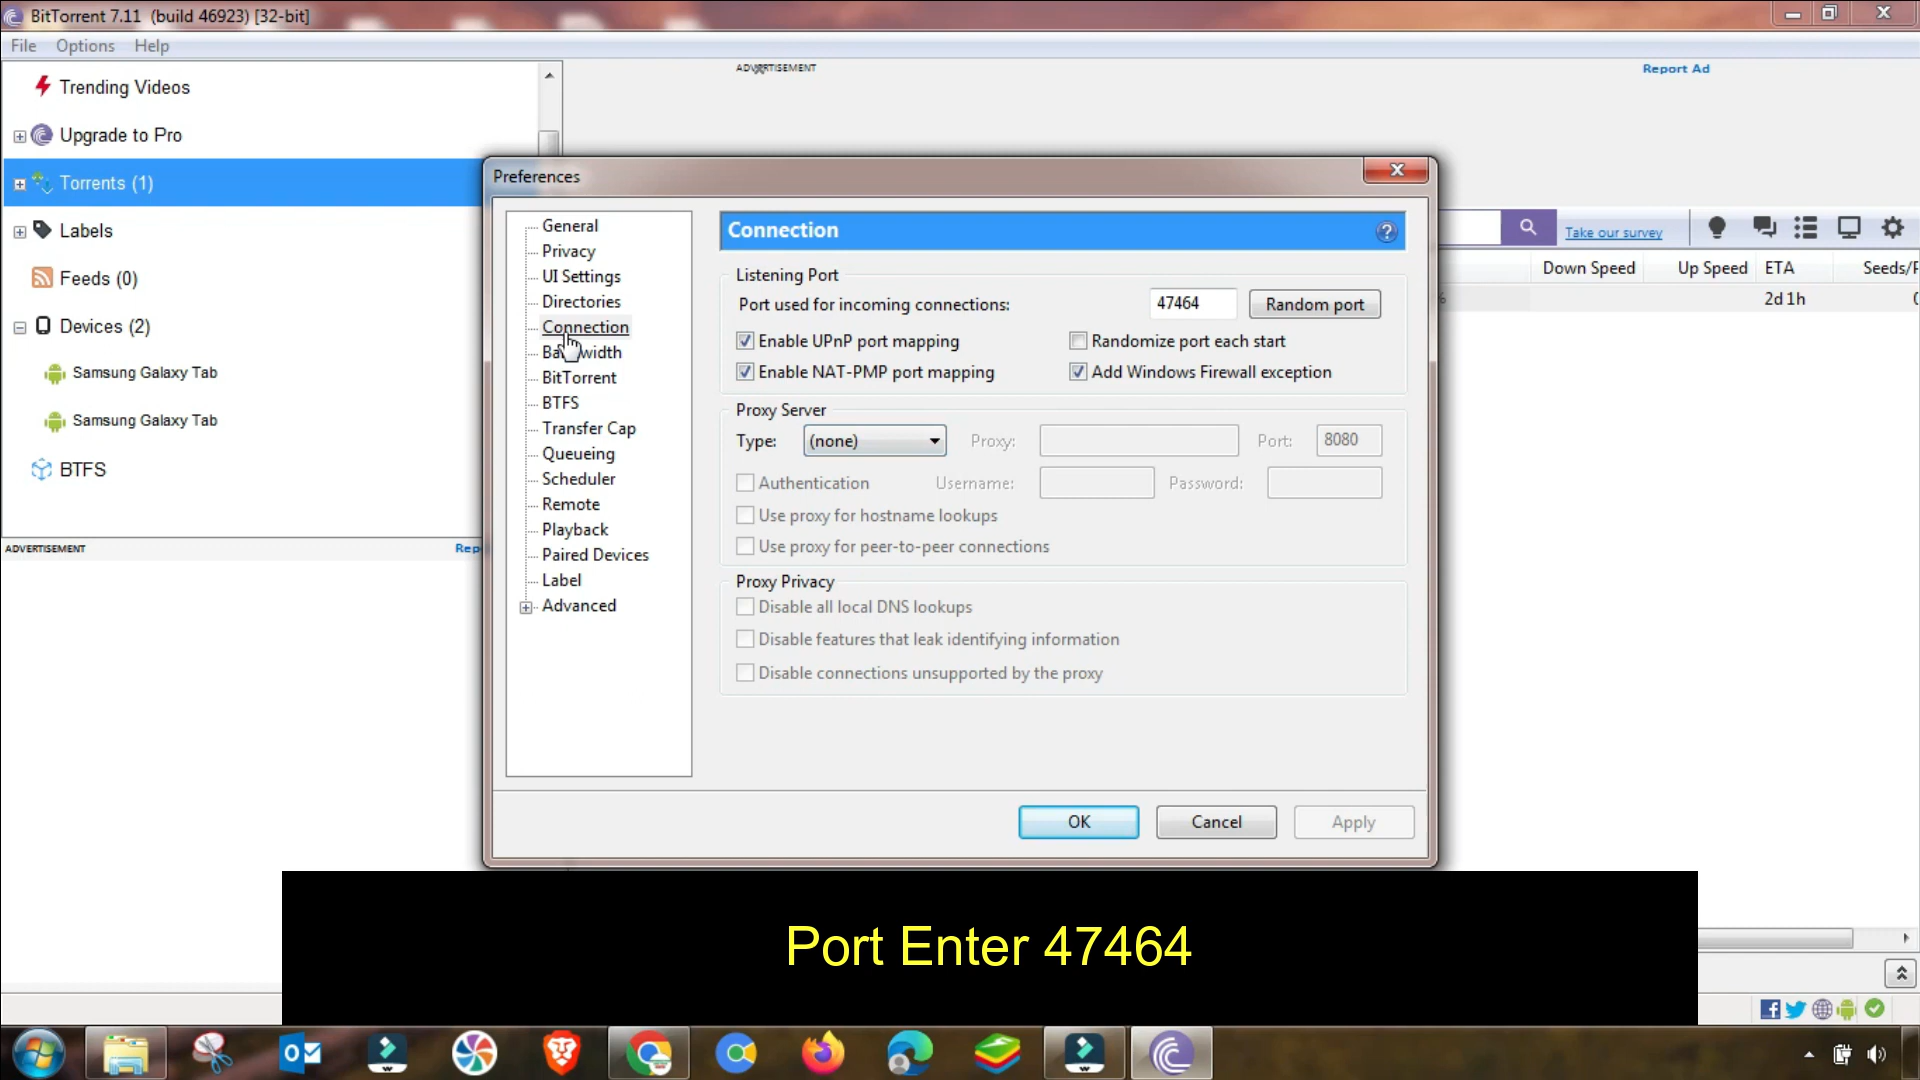 BitTorrent 7.11 (build 46923) [32-bit]
File Options Help
Trending Videos
Upgrade to Pro
Torrents (1)
Labels
Feeds (0)
Devices (2)
Samsung Galaxy Tab
Samsung Galaxy Tab
BTFS
ADVERTISEMENT
ADVERTISEMENT
Report Ad
Take our survey
Down Speed Up Speed ETA
2d 1h
Preferences
General
Privacy
UI Settings
Directories
Connection
BitTorrent
BTFS
Transfer Cap
Queueing
Scheduler
Remote
Playback
Paired Devices
Label
Advanced
Connection
Listening Port
Port used for incoming connections: 47464 Random port
Enable UPnP port mapping Randomize port each start
Enable NAT-PMP port mapping Add Windows Firewall exception
Proxy Server
Type: (none) Proxy: Port: 8080
Authentication Username: Password:
Use proxy for hostname lookups
Use proxy for peer-to-peer connections
Proxy Privacy
Disable all local DNS lookups
Disable features that leak identifying information
Disable connections unsupported by the proxy
OK Cancel Apply
Port Enter 47464